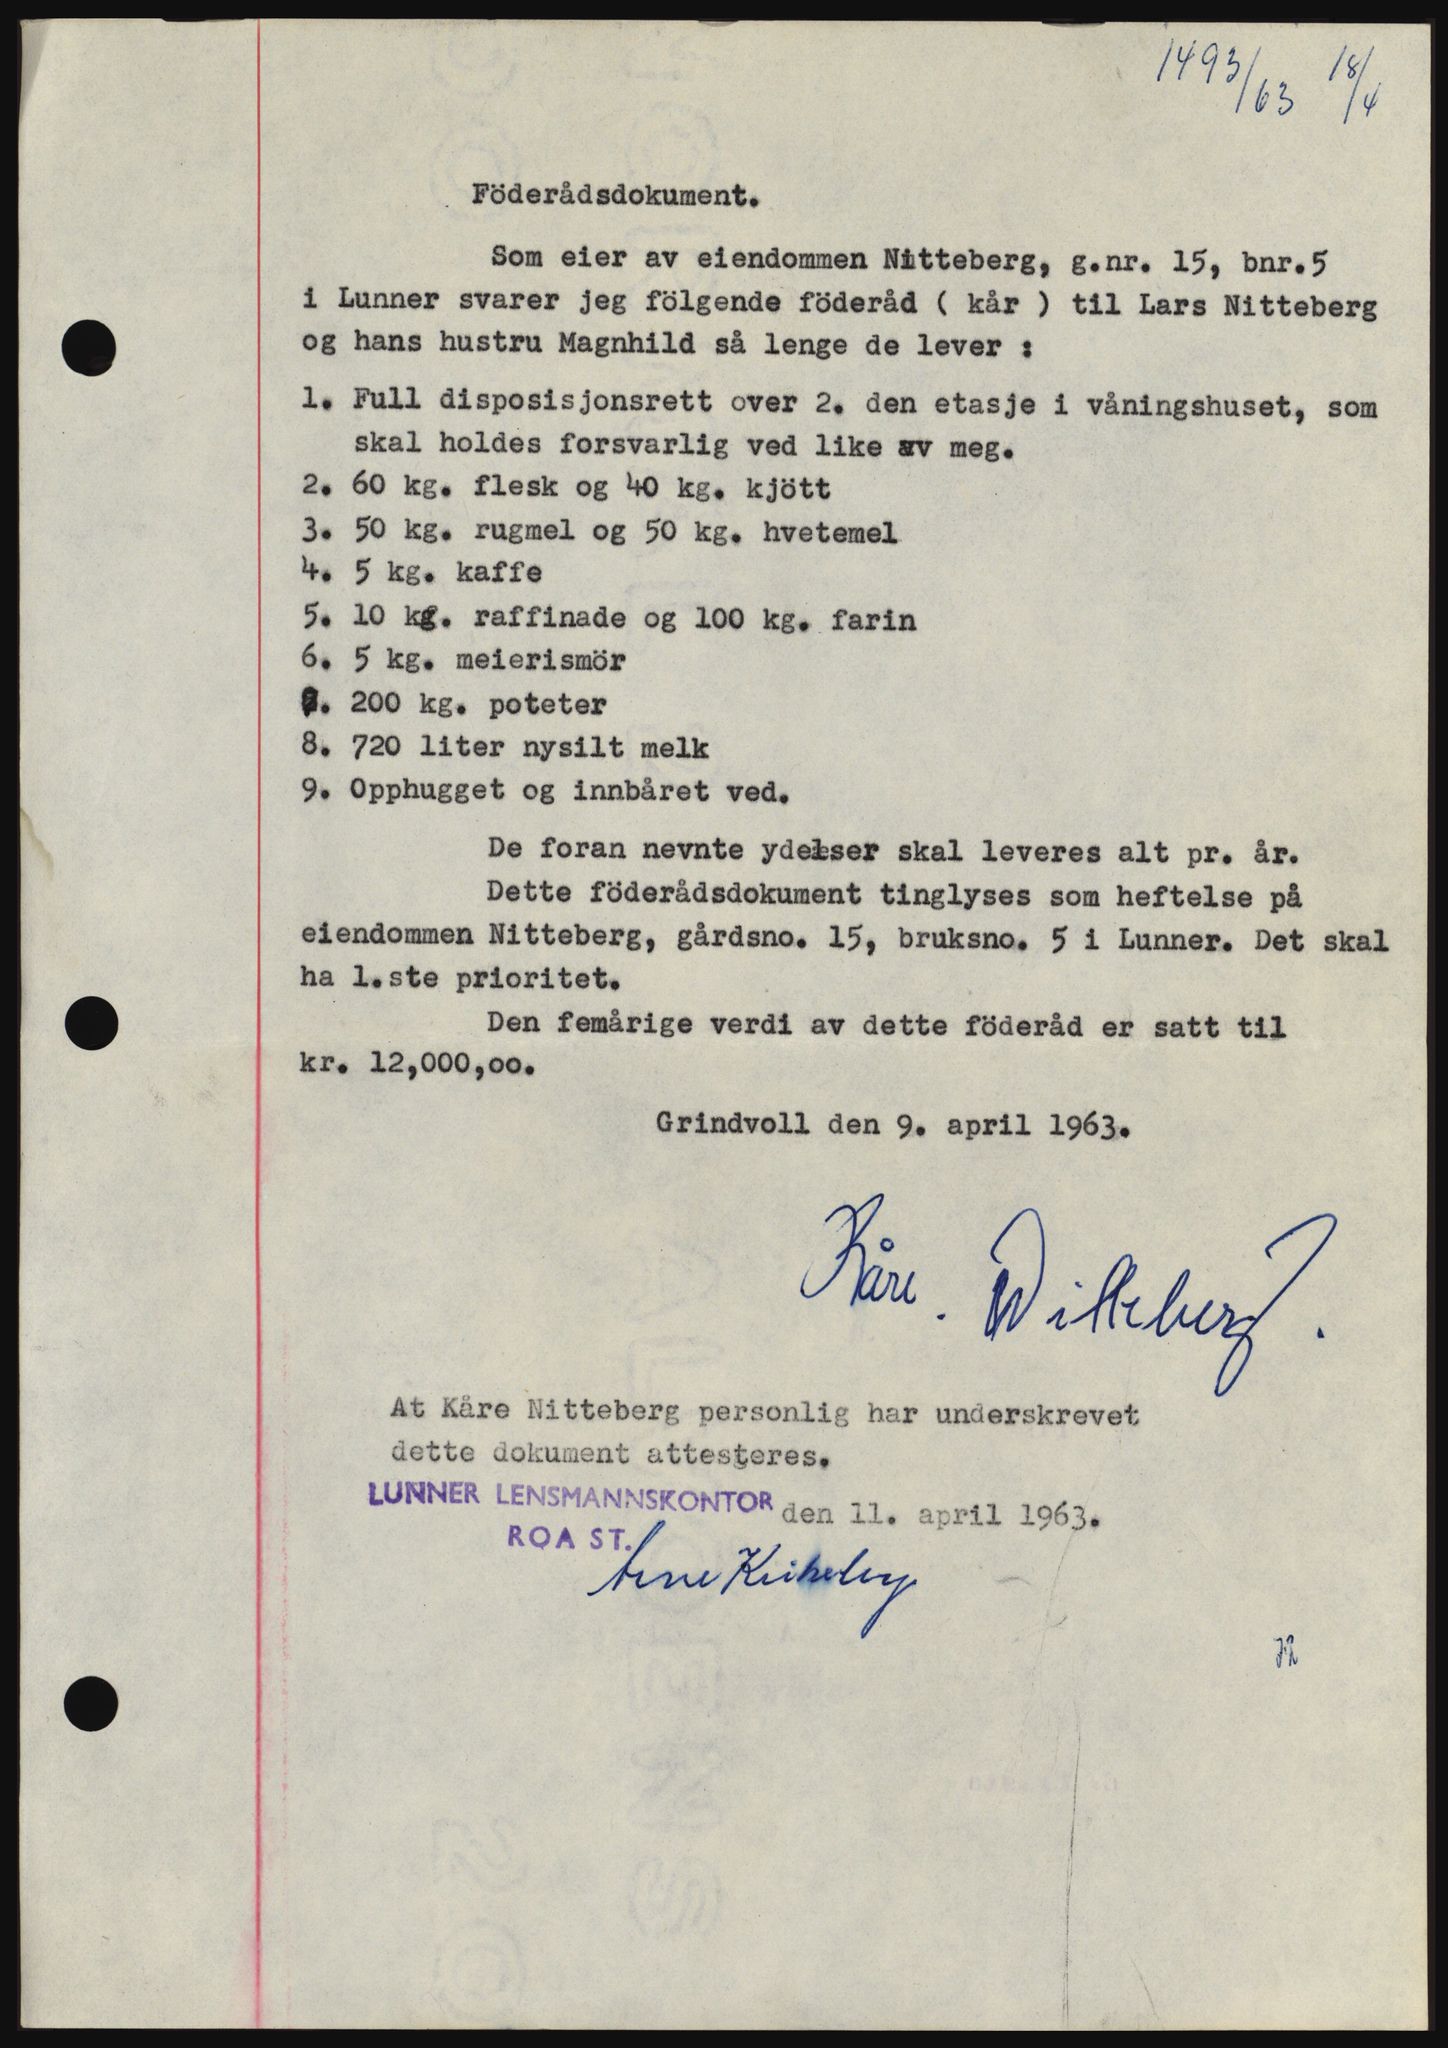 1493/63 18/4
Föderådsdokument.
Som eier av eiendommen Nitteberg, g.nr. 15, bnr.5
i Lunner svarer jeg fölgende föderåd ( kår ) til Lars Nitteberg
og hans hustru Magnhild så lenge de lever :
1. Full disposisjonsrett over 2. den etasje i våningshuset, som
skal holdes forsvarlig ved like av meg.
2. 60 kg. flesk og 40 kg. kjött
3. 50 kg. rugmel og 50 kg. hvetemel
4. 5 kg. kaffe
5. 10 kg. raffinade og 100 kg. farin
6. 5 kg. meierismör
7. 200 kg. poteter
8. 720 liter nysilt melk
9. Opphugget og innbåret ved.
De foran nevnte ydelser skal leveres alt pr. år.
Dette föderådsdokument tinglyses som heftelse på
eiendommen Nitteberg, gårdsno. 15, bruksno. 5 i Lunner. Det skal
ha 1.ste prioritet.
Den femårige verdi av dette föderåd er satt til
kr. 12,000,oo.
Grindvoll den 9. april 1963.
Kåre. Nitteberg.
At Kåre Nitteberg personlig har underskrevet
dette dokument attesteres.
LUNNER LENSMANNSKONTOR den 11. april 1963.
ROA ST.
Arne